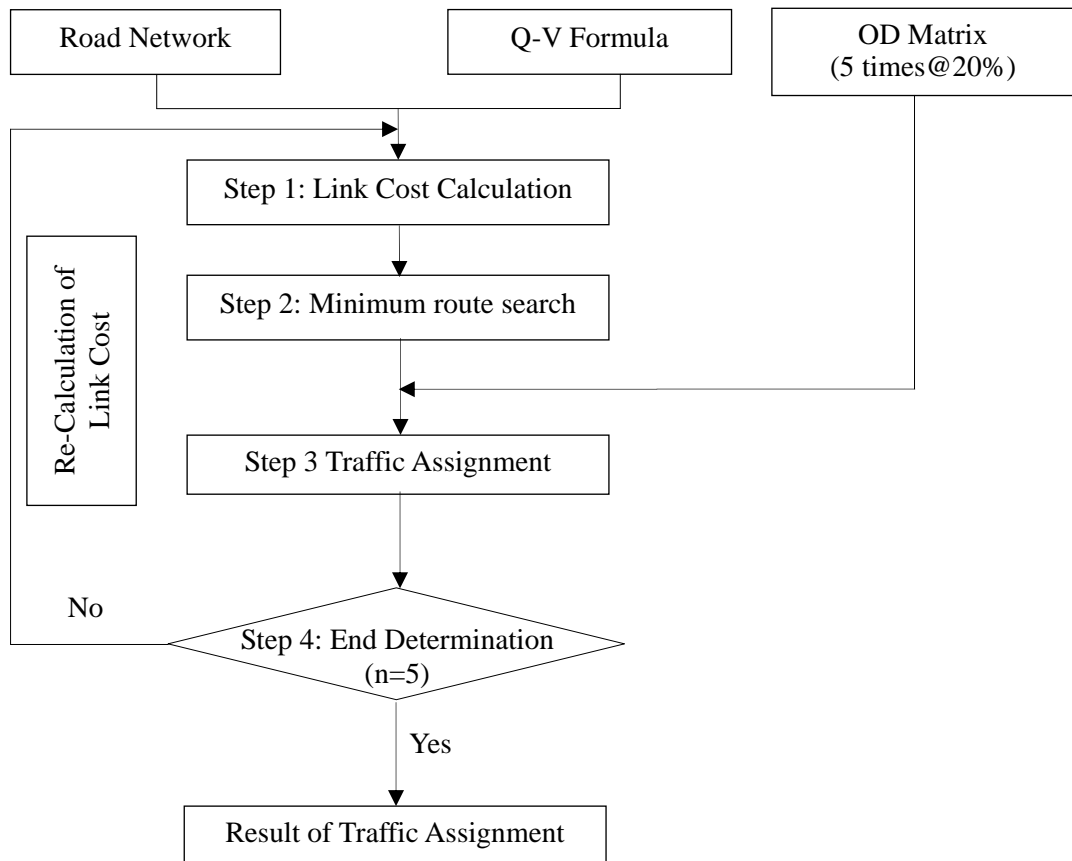 Road Network
Q-V Formula
OD Matrix
(5 times@20%)
Step 1: Link Cost Calculation
Re-Calculation of
Link Cost
Step 2: Minimum route search
Step 3 Traffic Assignment
No
Step 4: End Determination
(n=5)
Yes
Result of Traffic Assignment